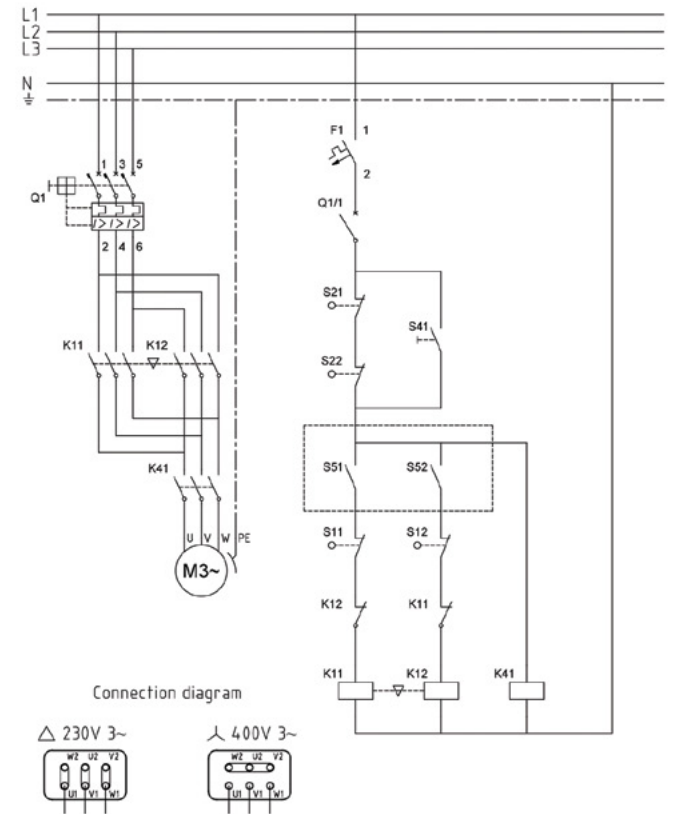 L1
L2
L3
N
F1 1
1 3 5
2
Q1
Q1/1
2 4 6
S21
S41
K11 K12
S22
K41
S51 S52
U V W PE
S11 S12
M3~
K12 K11
K11 K12 K41
Connection diagram
△ 230V 3~
⅄ 400V 3~
W2 U2 V2
W2 U2 V2
U1 V1 W1
U1 V1 W1